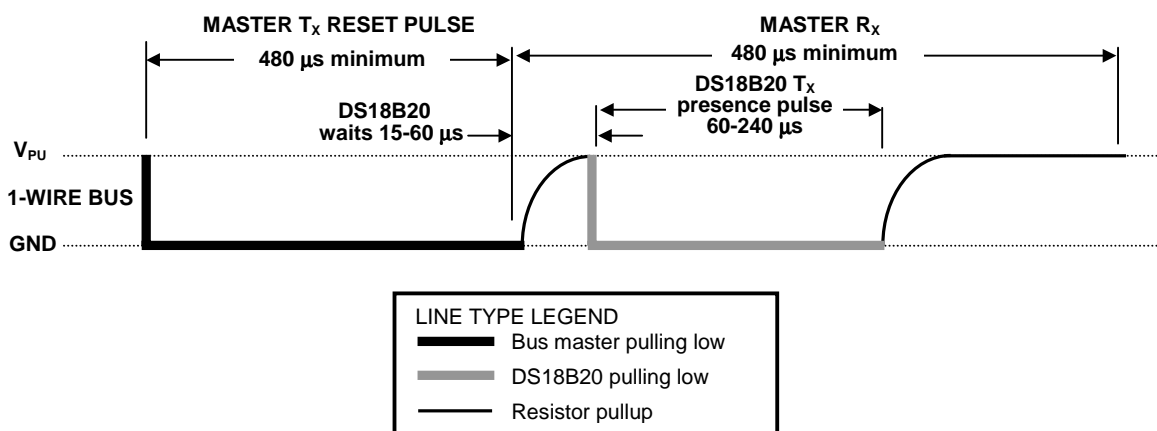 MASTER TX RESET PULSE
480 µs minimum
MASTER RX
480 µs minimum
DS18B20
waits 15-60 µs
DS18B20 TX
presence pulse
60-240 µs
VPU
1-WIRE BUS
GND
LINE TYPE LEGEND
Bus master pulling low
DS18B20 pulling low
Resistor pullup